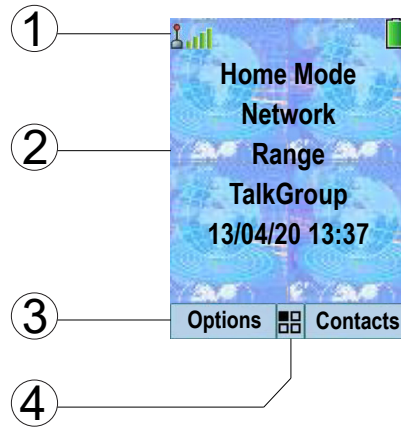 1
Home Mode
Network
2
Range
TalkGroup
13/04/20 13:37
3
Options
Contacts
4